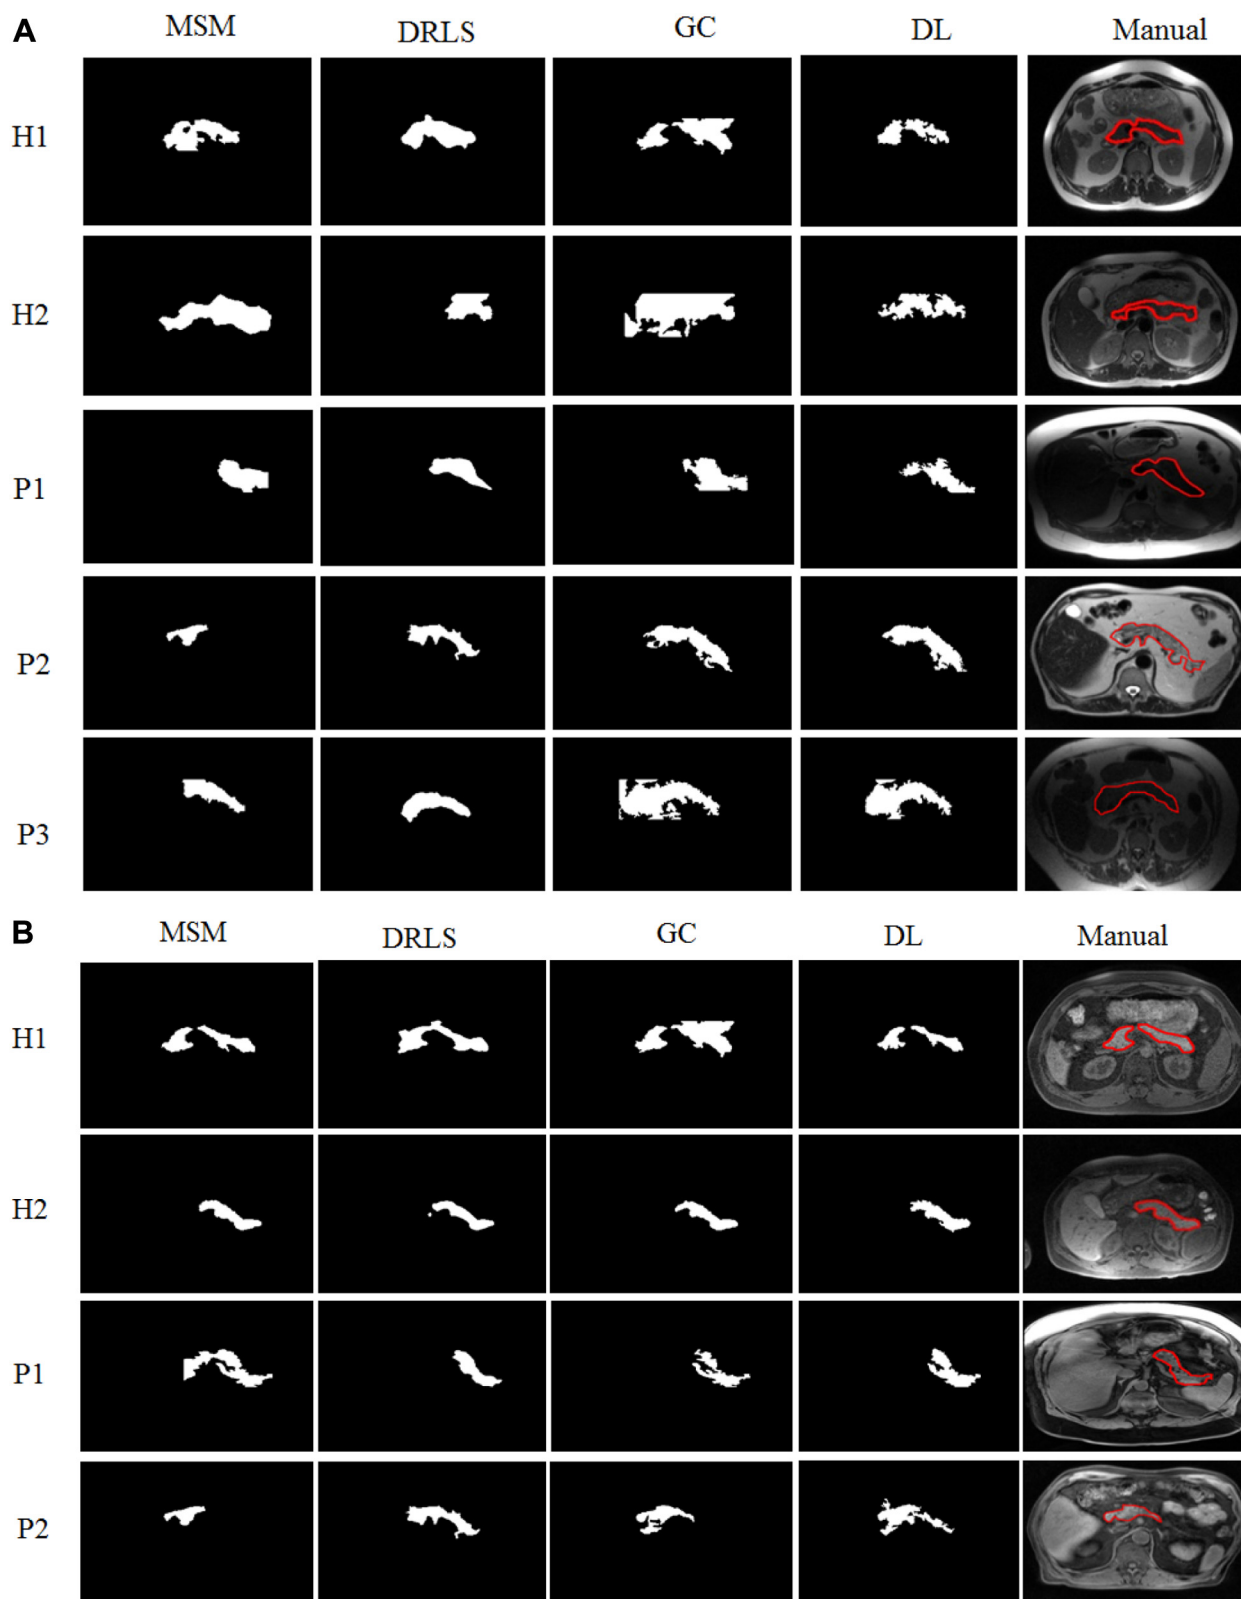 A MSM DRLS GC DL Manual
H1
H2
P1
P2
P3
B MSM DRLS GC DL Manual
H1
H2
P1
P2